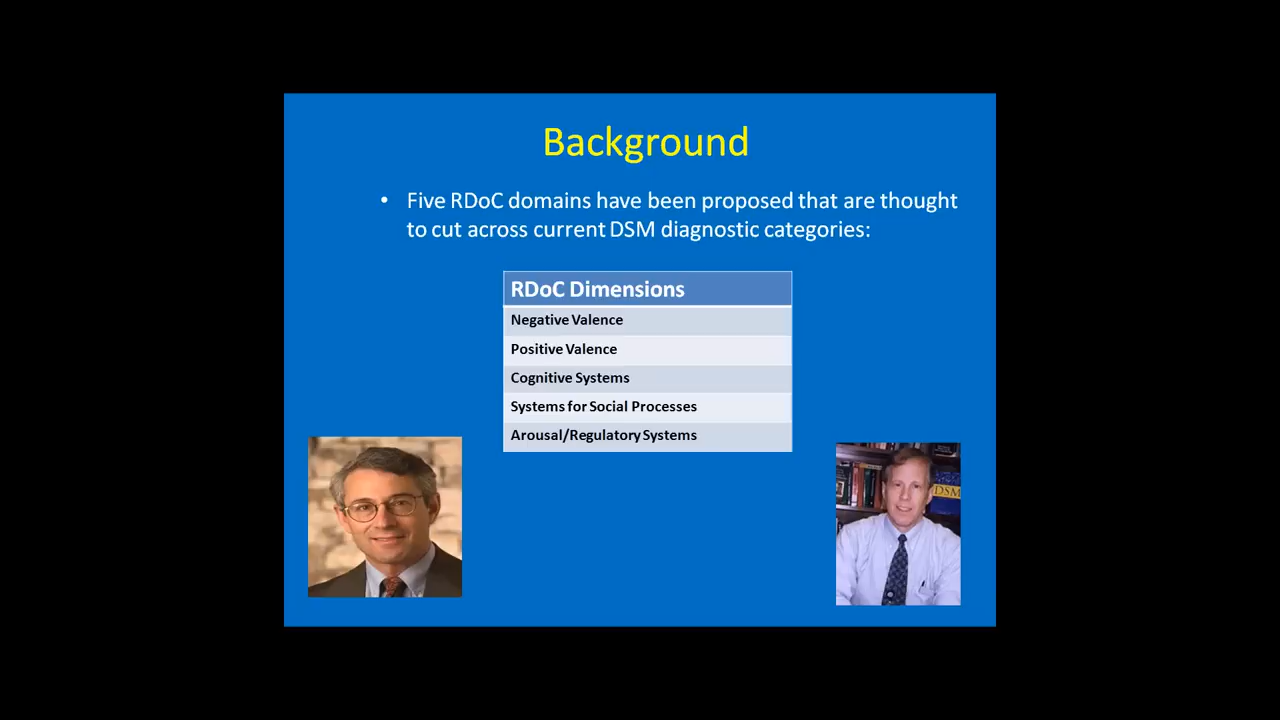 Background
• Five RDoC domains have been proposed that are thought
to cut across current DSM diagnostic categories:
RDoC Dimensions
Negative Valence
Positive Valence
Cognitive Systems
Systems for Social Processes
Arousal/Regulatory Systems
DSM